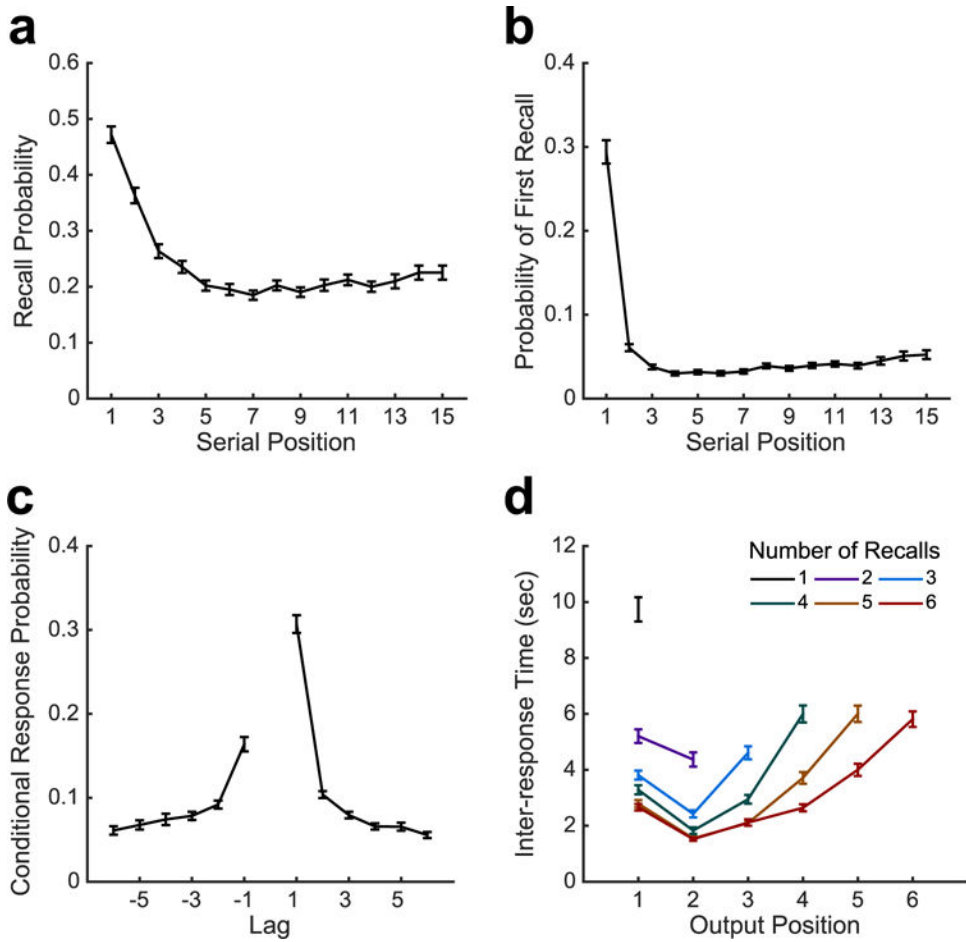 a
Recall Probability
0.6
0.5
0.4
0.3
0.2
0.1
0
1 3 5 7 9 11 13 15
Serial Position
b
Probability of First Recall
0.4
0.3
0.2
0.1
0
1 3 5 7 9 11 13 15
Serial Position
c
Conditional Response Probability
0.4
0.3
0.2
0.1
0
-5 -3 -1 1 3 5
Lag
d
Inter-response Time (sec)
12
10
8
6
4
2
0
Number of Recalls
1 2 3
4 5 6
1 2 3 4 5 6
Output Position